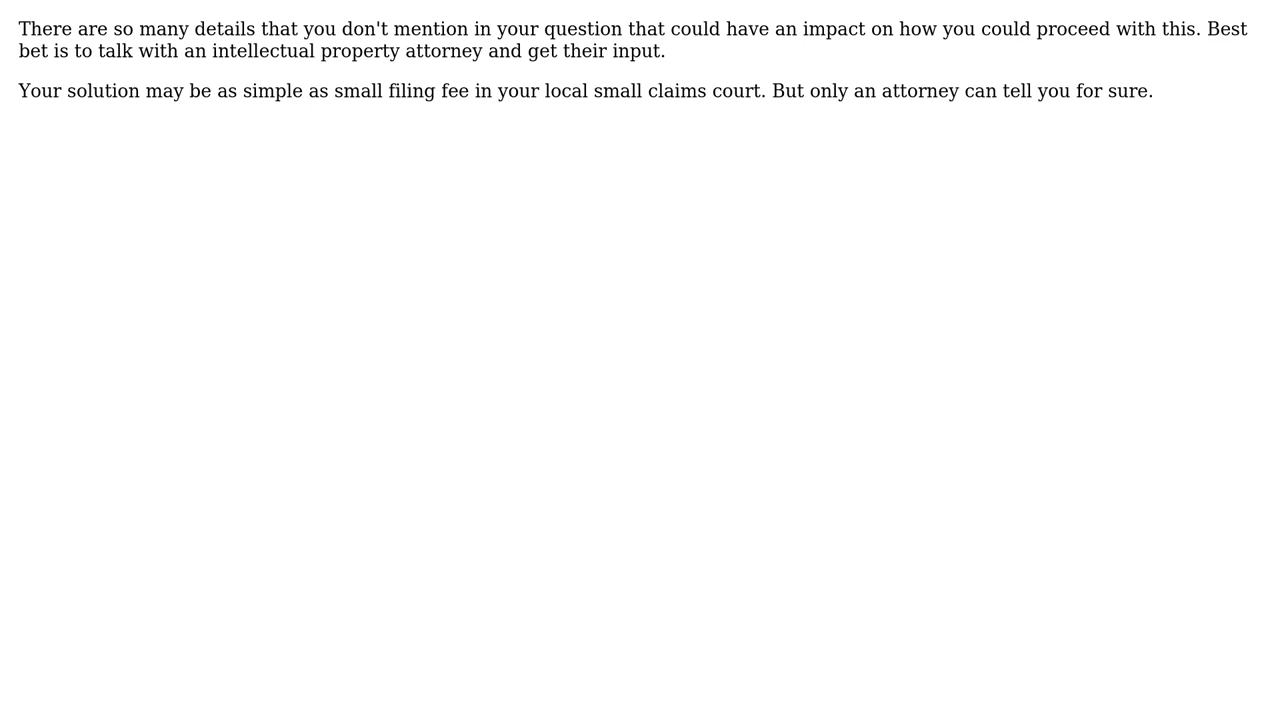 There are so many details that you don't mention in your question that could have an impact on how you could proceed with this. Best
bet is to talk with an intellectual property attorney and get their input.
Your solution may be as simple as small filing fee in your local small claims court. But only an attorney can tell you for sure.